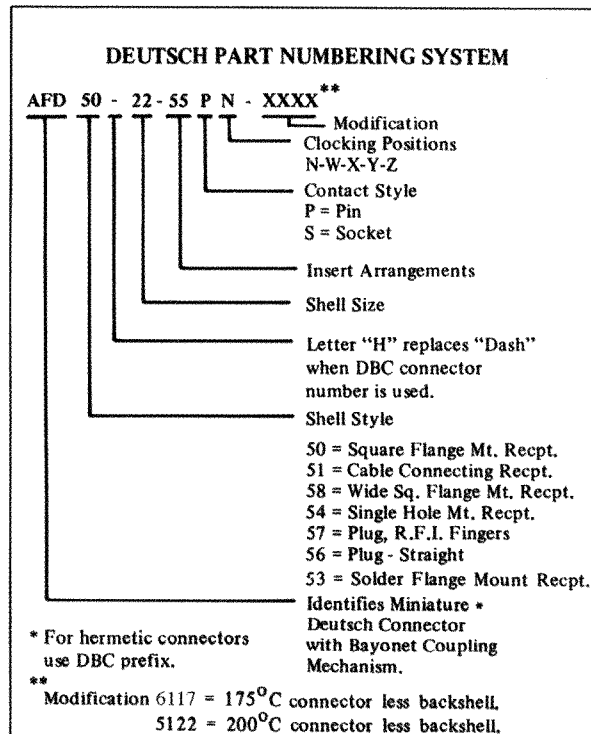 DEUTSCH PART NUMBERING SYSTEM
AFD 50 - 22 - 55 P N - XXXX**
Modification
Clocking Positions
N-W-X-Y-Z
Contact Style
P = Pin
S = Socket
Insert Arrangements
Shell Size
Letter “H” replaces “Dash”
when DBC connector
number is used.
Shell Style
50 = Square Flange Mt. Recpt.
51 = Cable Connecting Recpt.
58 = Wide Sq. Flange Mt. Recpt.
54 = Single Hole Mt. Recpt.
57 = Plug, R.F.I. Fingers
56 = Plug - Straight
53 = Solder Flange Mount Recpt.
Identifies Miniature *
Deutsch Connector
with Bayonet Coupling
Mechanism.
* For hermetic connectors
use DBC prefix.
**
Modification 6117 = 175°C connector less backshell.
5122 = 200°C connector less backshell.